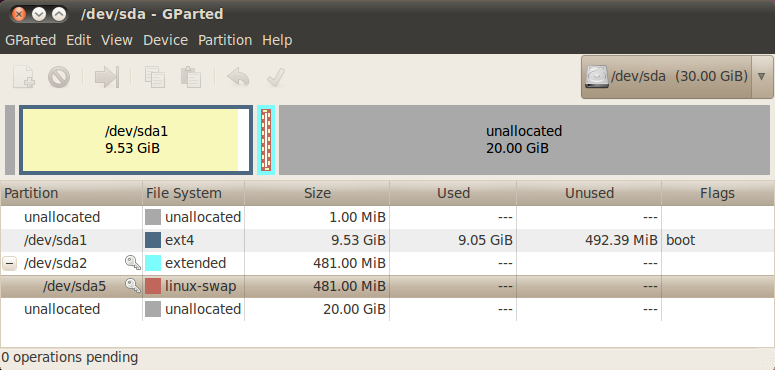 /dev/sda - GParted
GParted Edit View Device Partition Help
/dev/sda (30.00 GiB)
/dev/sda1
9.53 GiB
unallocated
20.00 GiB
Partition File System Size Used Unused Flags
unallocated unallocated 1.00 MiB --- ---
/dev/sda1 ext4 9.53 GiB 9.05 GiB 492.39 MiB boot
/dev/sda2 extended 481.00 MiB --- ---
/dev/sda5 linux-swap 481.00 MiB --- ---
unallocated unallocated 20.00 GiB --- ---
0 operations pending